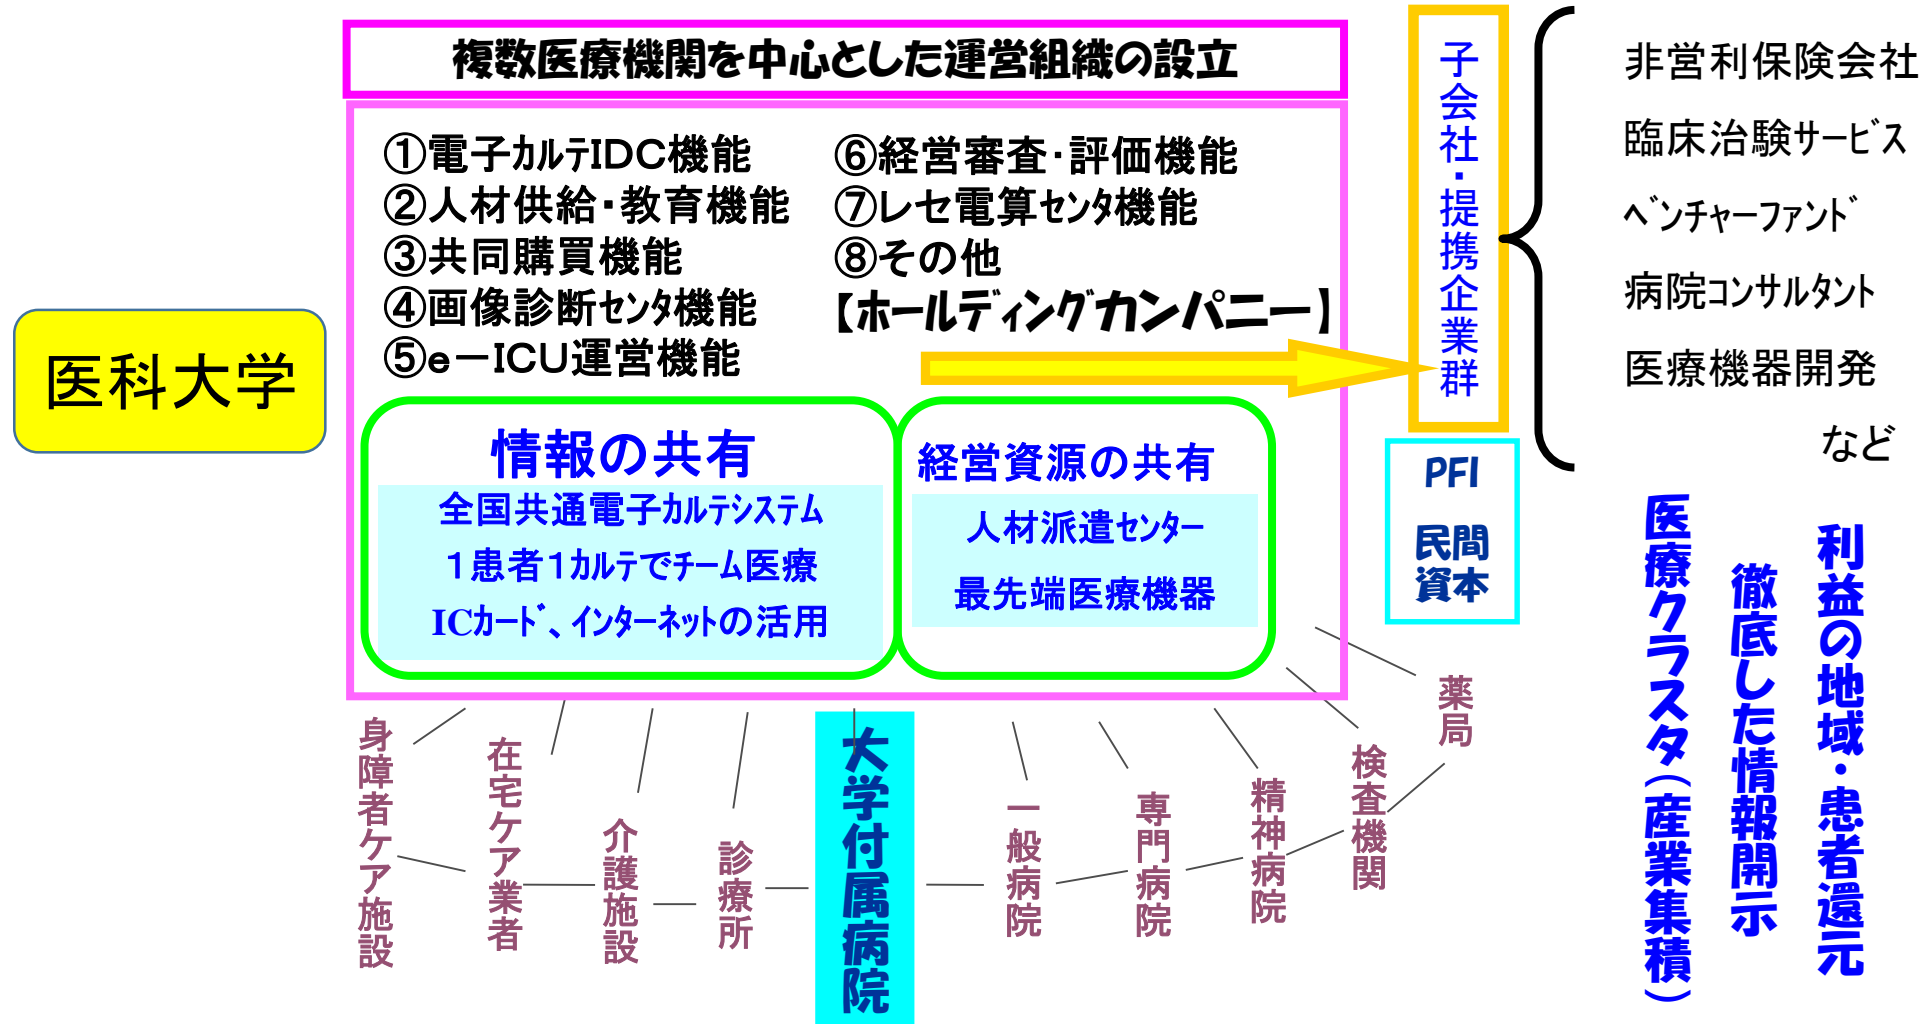 複数医療機関を中心とした運営組織の設立
①電子ｶﾙﾃIDC機能
②人材供給・教育機能
③共同購買機能
④画像診断ｾﾝﾀ機能
⑤e－ICU運営機能
⑥経営審査・評価機能
⑦レセ電算ｾﾝﾀ機能
⑧その他
【ホールディングカンパニー】
医科大学
情報の共有
全国共通電子ｶﾙﾃｼｽﾃﾑ
１患者１ｶﾙﾃでﾁｰﾑ医療
ICｶｰﾄﾞ、ｲﾝﾀｰﾈｯﾄの活用
経営資源の共有
人材派遣ｾﾝﾀｰ
最先端医療機器
子会社・提携企業群
非営利保険会社
臨床治験ｻｰﾋﾞｽ
ﾍﾞﾝﾁｬｰﾌｧﾝﾄﾞ
病院ｺﾝｻﾙﾀﾝﾄ
医療機器開発
など
PFI
民間
資本
利益の地域・患者還元
徹底した情報開示
医療クラスタ（産業集積）
身障者ケア施設
在宅ケア業者
介護施設
診療所
大学付属病院
一般病院
専門病院
精神病院
検査機関
薬局